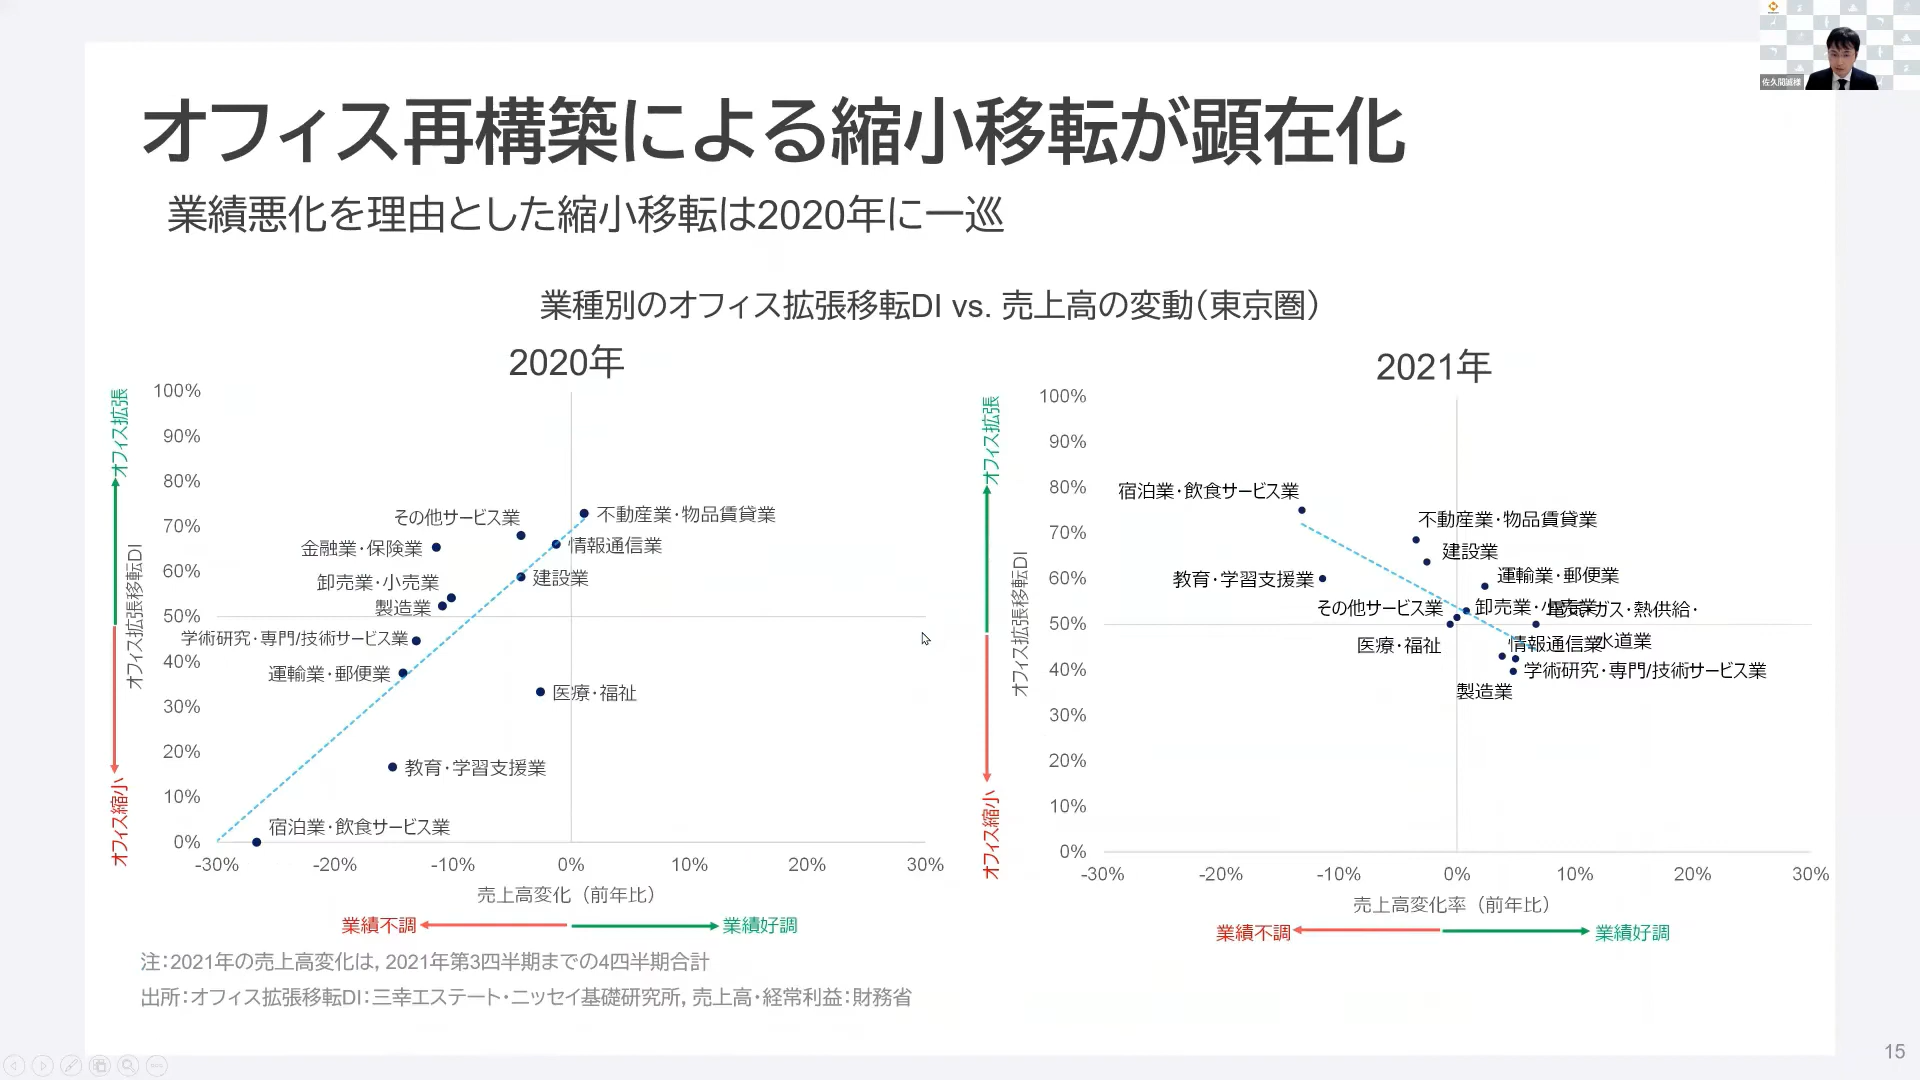 佐久間誠様
オフィス再構築による縮小移転が顕在化
業績悪化を理由とした縮小移転は2020年に一巡
業種別のオフィス拡張移転DI vs. 売上高の変動（東京圏）
2020年
オフィス拡張
オフィス縮小
オフィス拡張移転DI
100%
90%
80%
70%
60%
50%
40%
30%
20%
10%
0%
その他サービス業
不動産業・物品賃貸業
金融業・保険業
情報通信業
卸売業・小売業
建設業
製造業
学術研究・専門/技術サービス業
運輸業・郵便業
医療・福祉
教育・学習支援業
宿泊業・飲食サービス業
-30%
-20%
-10%
0%
10%
20%
30%
売上高変化（前年比）
業績不調
業績好調
2021年
オフィス拡張
オフィス縮小
オフィス拡張移転DI
100%
90%
80%
70%
60%
50%
40%
30%
20%
10%
0%
宿泊業・飲食サービス業
不動産業・物品賃貸業
建設業
教育・学習支援業
運輸業・郵便業
その他サービス業
卸売業・小売業
電気・ガス・熱供給・
水道業
医療・福祉
情報通信業
学術研究・専門/技術サービス業
製造業
-30%
-20%
-10%
0%
10%
20%
30%
売上高変化率（前年比）
業績不調
業績好調
注：2021年の売上高変化は, 2021年第3四半期までの4四半期合計
出所：オフィス拡張移転DI：三幸エステート・ニッセイ基礎研究所, 売上高・経常利益：財務省
15